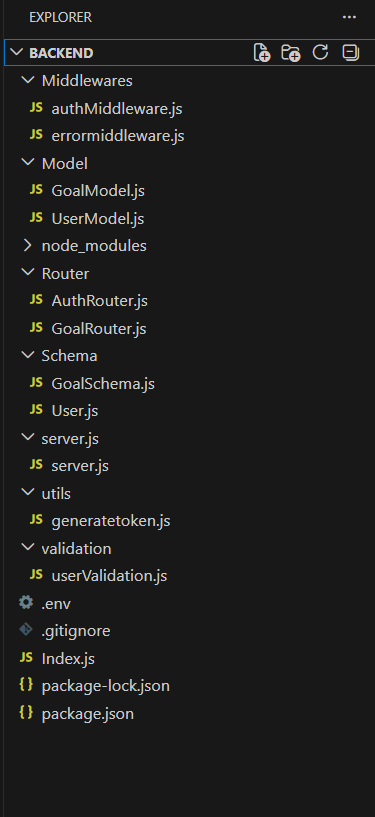 EXPLORER
BACKEND
Middlewares
JS authMiddleware.js
JS errormiddleware.js
Model
JS GoalModel.js
JS UserModel.js
node_modules
Router
JS AuthRouter.js
JS GoalRouter.js
Schema
JS GoalSchema.js
JS User.js
server.js
JS server.js
utils
JS generatetoken.js
validation
JS userValidation.js
.env
.gitignore
JS Index.js
{} package-lock.json
{} package.json